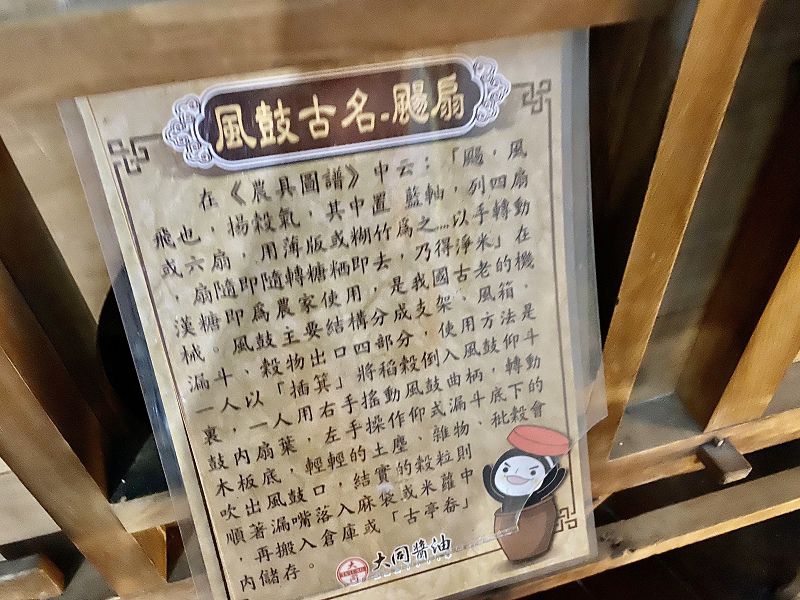 風鼓古名-颺扇
在《農具圖譜》中云：「颺，風
飛也，揚穀氣，其中置 籃軸，列四扇
或六扇，用薄版或糊竹為之....以手轉動
，扇隨即隨轉糖粞即去，乃得淨米」在
漢糖即為農家使用，是我國古老的機
械。風鼓主要結構分成支架、風箱、
漏斗、穀物出口四部分，使用方法是
一人以「插箕」將稻穀倒入風鼓仰斗
裏，一人用右手搖動風鼓曲柄，轉動
鼓內扇葉，左手操作仰式漏斗底下的
木板底，輕輕的土塵、雜物、秕穀會
吹出風鼓口，結實的穀粒則
順著漏嘴落入麻袋或米籮中
，再搬入倉庫或「古亭畚」
內儲存。
大同醬油